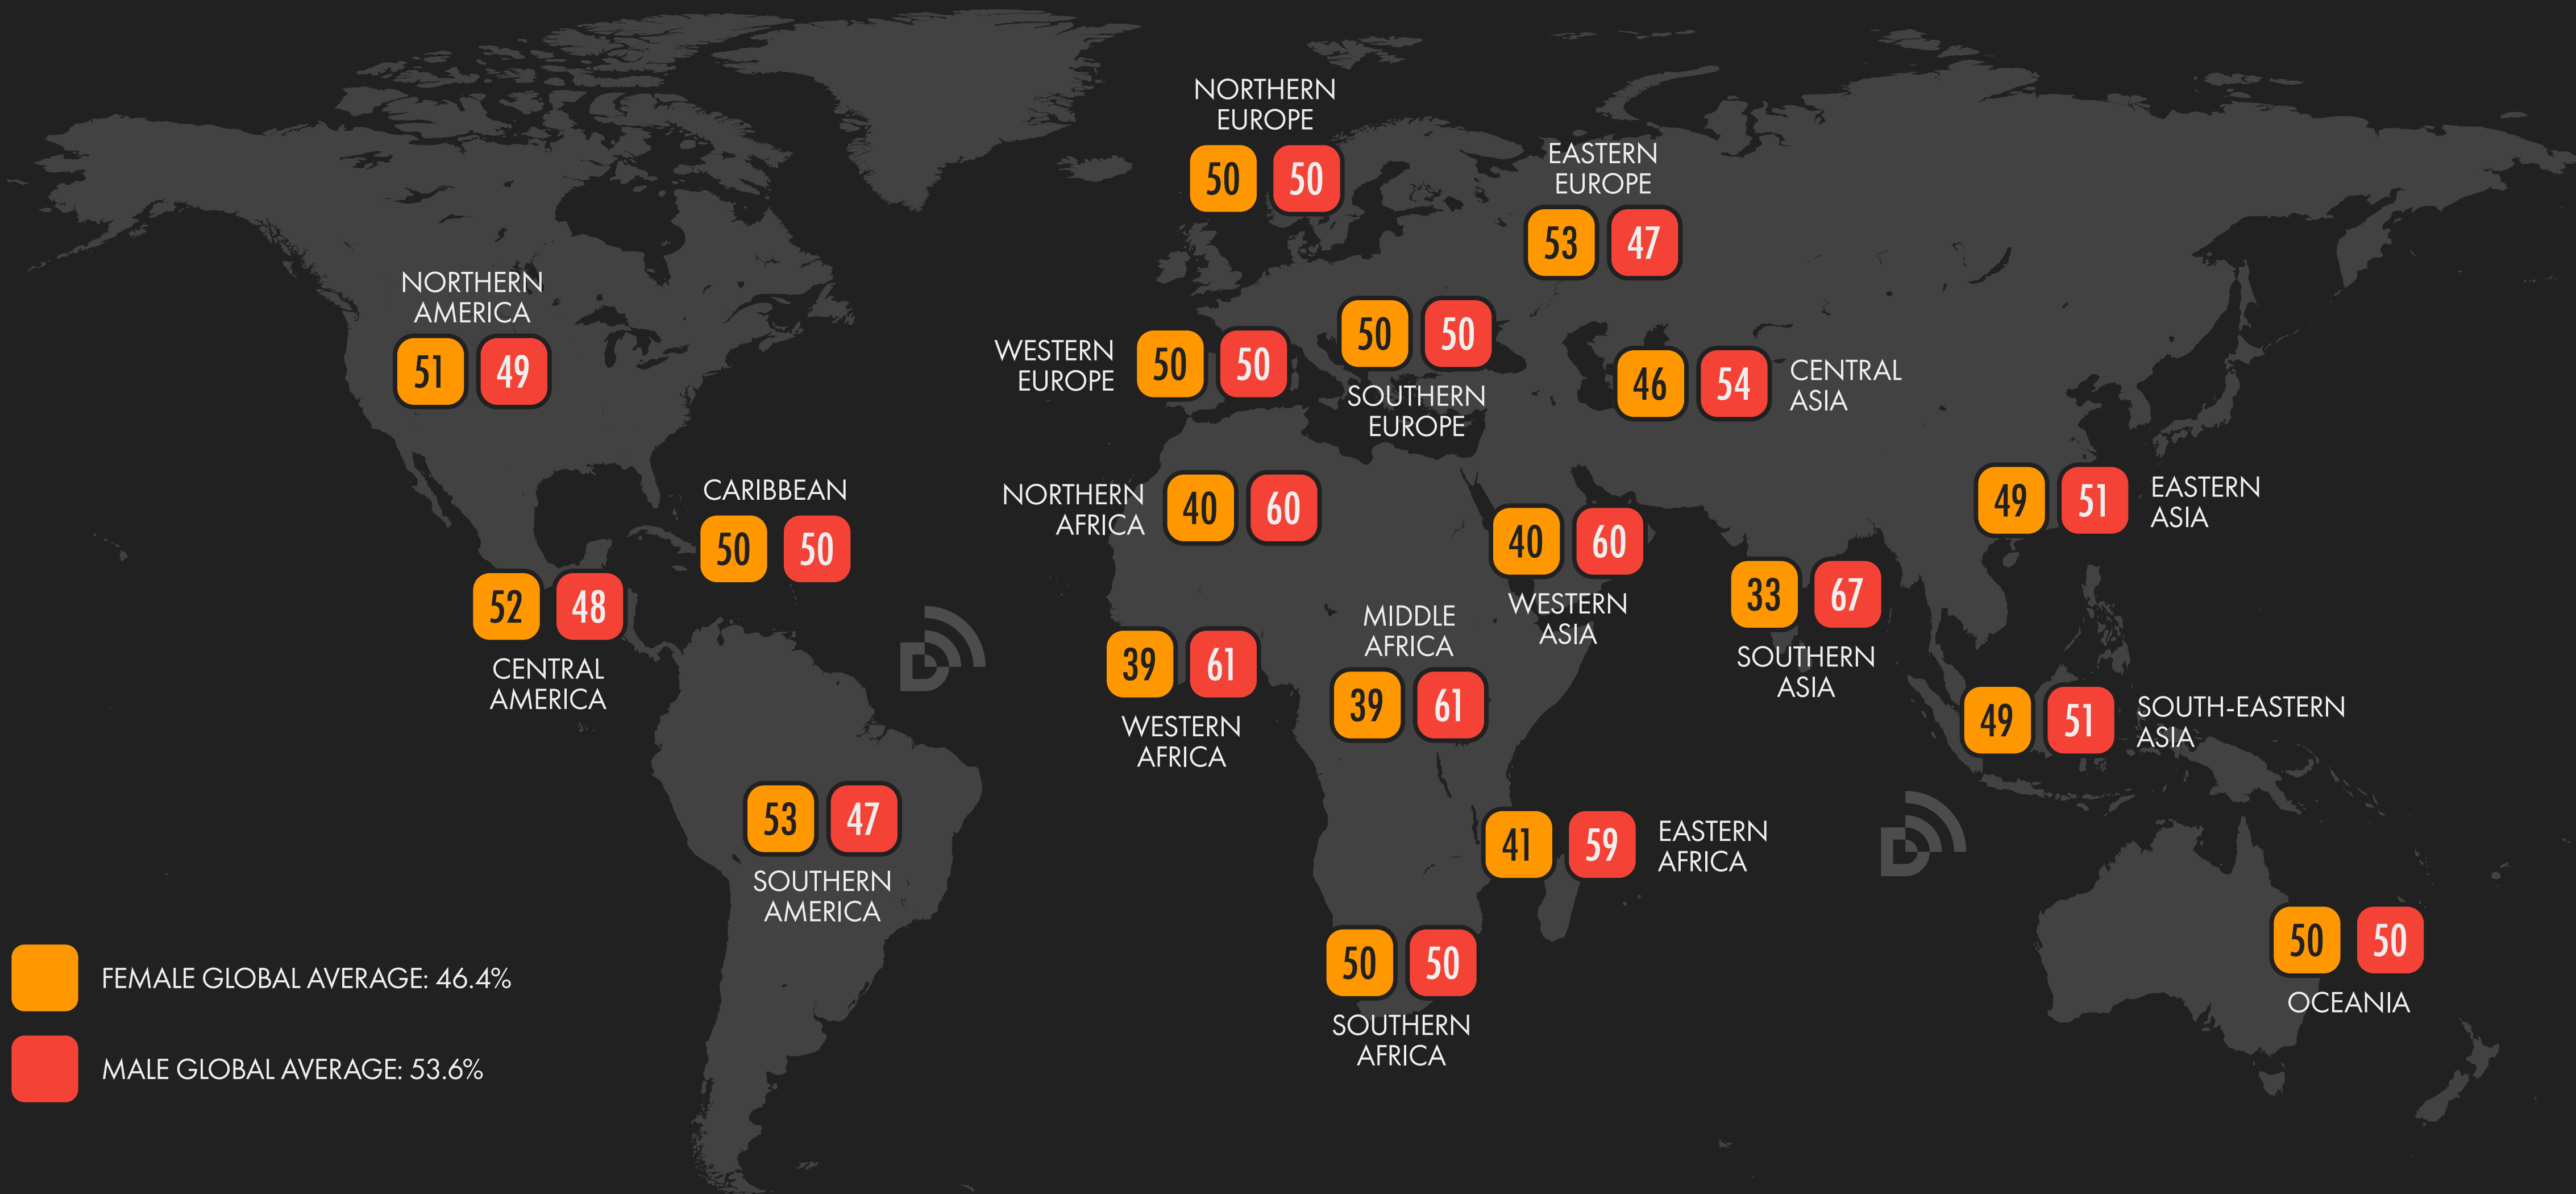 NORTHERN
EUROPE
50 50
EASTERN
EUROPE
53 47
NORTHERN
AMERICA
51 49
WESTERN
EUROPE
50 50
50 50
SOUTHERN
EUROPE
46 54
CENTRAL
ASIA
CARIBBEAN
50 50
NORTHERN
AFRICA
40 60
40 60
WESTERN
ASIA
49 51
EASTERN
ASIA
52 48
CENTRAL
AMERICA
33 67
SOUTHERN
ASIA
39 61
WESTERN
AFRICA
MIDDLE
AFRICA
39 61
49 51
SOUTH-EASTERN
ASIA
53 47
SOUTHERN
AMERICA
41 59
EASTERN
AFRICA
50 50
SOUTHERN
AFRICA
50 50
OCEANIA
FEMALE GLOBAL AVERAGE: 46.4%
MALE GLOBAL AVERAGE: 53.6%